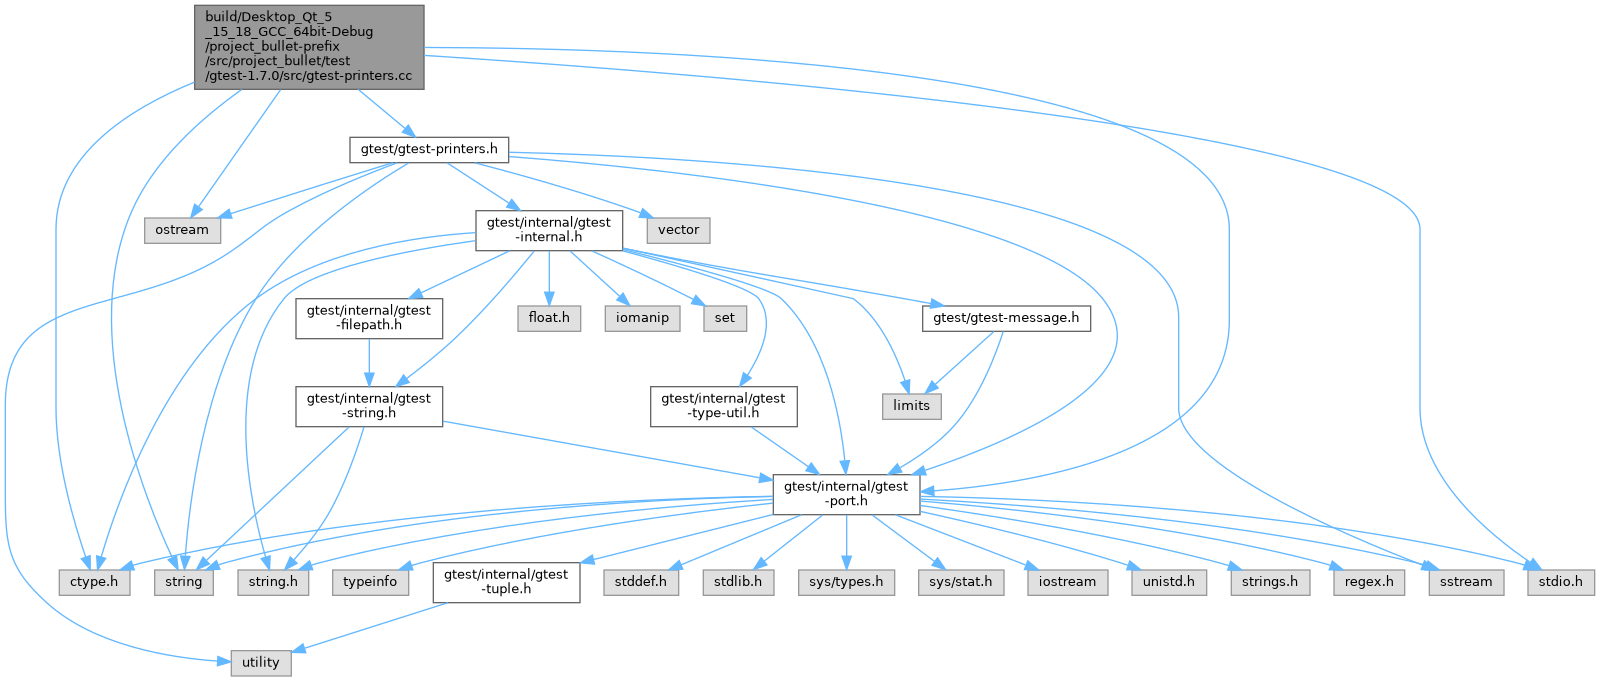 build/Desktop_Qt_5
_15_18_GCC_64bit-Debug
/project_bullet-prefix
/src/project_bullet/test
/gtest-1.7.0/src/gtest-printers.cc
gtest/gtest-printers.h
ostream
gtest/internal/gtest
-internal.h
vector
gtest/internal/gtest
-filepath.h
float.h
iomanip
set
gtest/gtest-message.h
gtest/internal/gtest
-string.h
gtest/internal/gtest
-type-util.h
limits
gtest/internal/gtest
-port.h
ctype.h
string
string.h
typeinfo
gtest/internal/gtest
-tuple.h
stddef.h
stdlib.h
sys/types.h
sys/stat.h
iostream
unistd.h
strings.h
regex.h
sstream
stdio.h
utility